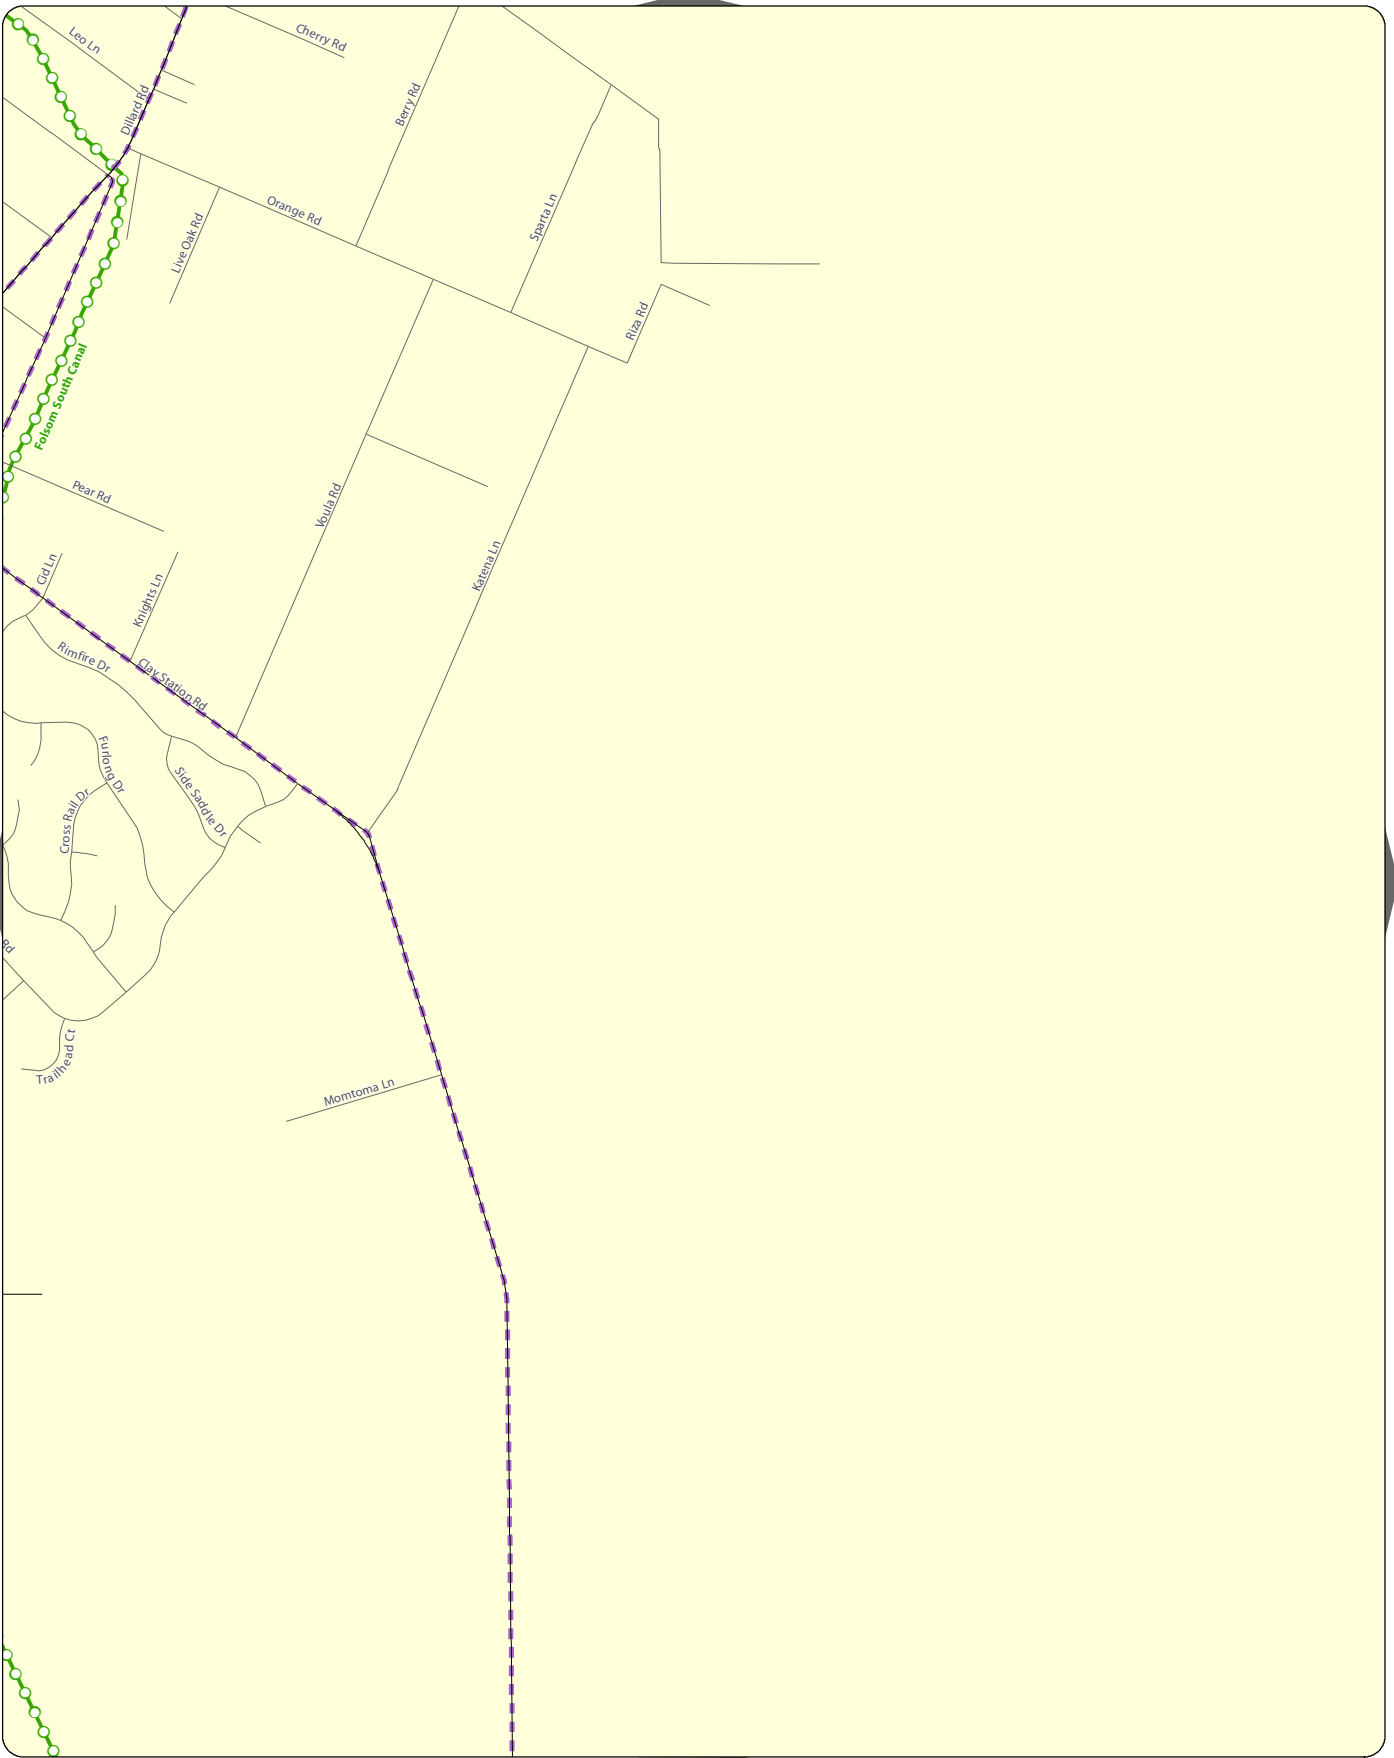 Leo Ln
Cherry Rd
Dillard Rd
Berry Rd
Orange Rd
Live Oak Rd
Sparta Ln
Riza Rd
Folsom South Canal
Pear Rd
Voula Rd
Katena Ln
Cid Ln
Knights Ln
Rimfire Dr
Clay Station Rd
Furlong Dr
Side Saddle Dr
Cross Rail Dr
Rd
Trailhead Ct
Momtoma Ln